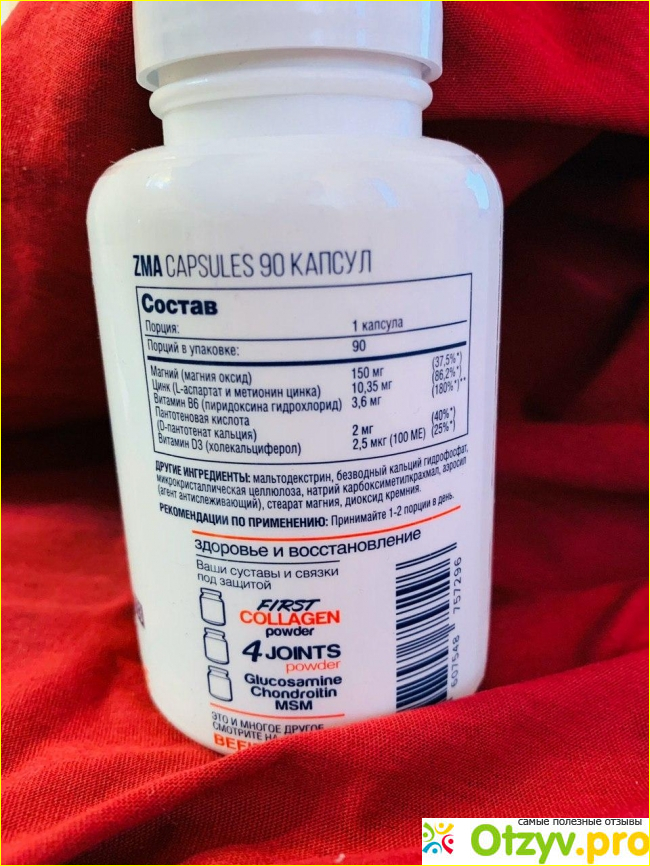 ZMA CAPSULES 90 КАПСУЛ
Состав
Порция: 1 капсула
Порций в упаковке: 90
Магний (магния оксид) 150 мг (37,5%*)
Цинк (L-аспартат и метионин цинка) 10,35 мг (86,2%*)
Витамин В6 (пиридоксина гидрохлорид) 3,6 мг (180%*)**
Пантотеновая кислота
(D-пантотенат кальция) 2 мг (40%*)
Витамин D3 (холекальциферол) 2,5 мкг (100 МЕ) (25%*)
ДРУГИЕ ИНГРЕДИЕНТЫ: мальтодекстрин, безводный кальций гидрофосфат,
микрокристаллическая целлюлоза, натрий карбоксиметилкрахмал, аэросил
(агент антислеживающий), стеарат магния, диоксид кремния.
РЕКОМЕНДАЦИИ ПО ПРИМЕНЕНИЮ: Принимайте 1-2 порции в день.
здоровье и восстановление
Ваши суставы и связки
под защитой
FIRST
COLLAGEN
powder
4 JOINTS
powder
Glucosamine
Chondroitin
MSM
ЭТО И МНОГОЕ ДРУГОЕ
СМОТРИТЕ НА
607548 757296
самые полезные отзывы
Otzyv.pro